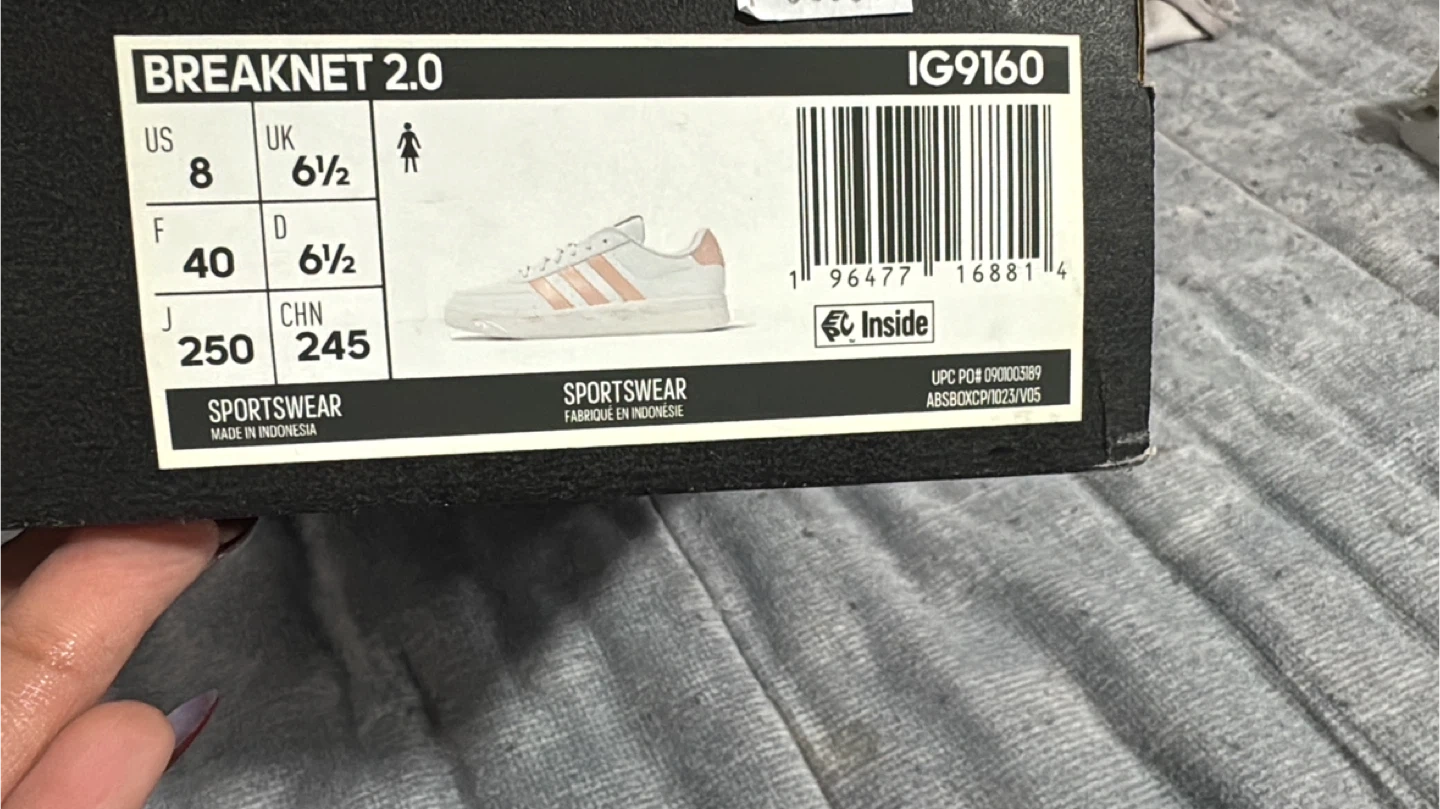 BREAKNET 2.0 IG9160
US 8 UK 6½
F 40 D 6½
J 250 CHN 245
1 96477 16881 4
Inside
SPORTSWEAR
MADE IN INDONESIA
SPORTSWEAR
FABRIQUÉ EN INDONÉSIE
UPC PO# 0901003189
ABSBOXCP/1023/V05